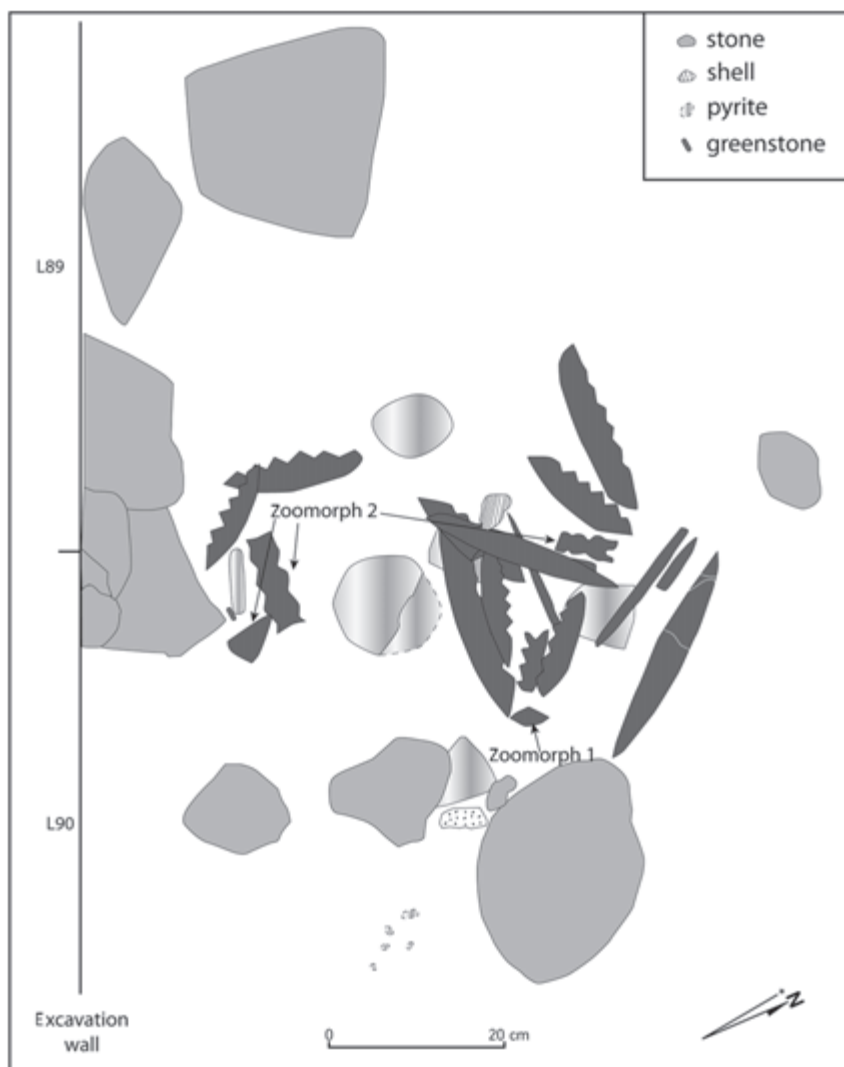 stone
shell
pyrite
greenstone
L89
Zoomorph 2
Zoomorph 1
L90
Excavation
wall
0
20 cm
N